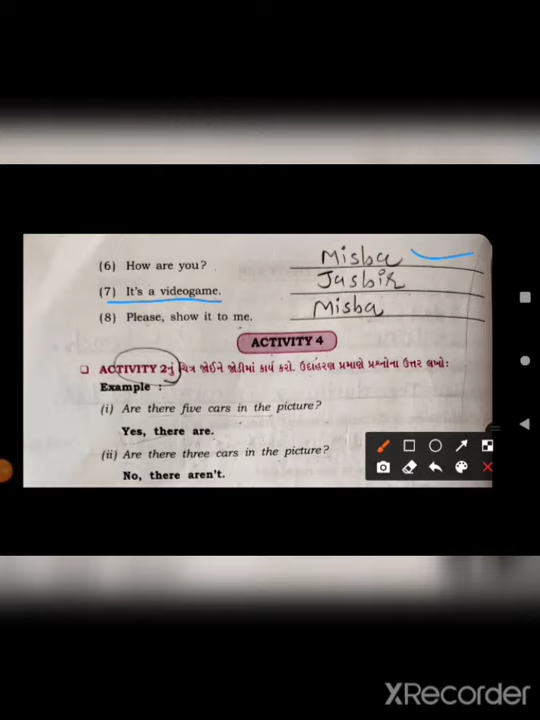 (6) How are you? Misba
(7) It's a videogame. Jasbir
(8) Please, show it to me. Misba
ACTIVITY 4
❑ ACTIVITY 2નું ચિત્ર જોઈને જોડીમાં કાર્ય કરો. ઉદાહરણ પ્રમાણે પ્રશ્નોના ઉત્તર લખો:
Example :
(i) Are there five cars in the picture?
Yes, there are.
(ii) Are there three cars in the picture?
No, there aren't.
XRecorder